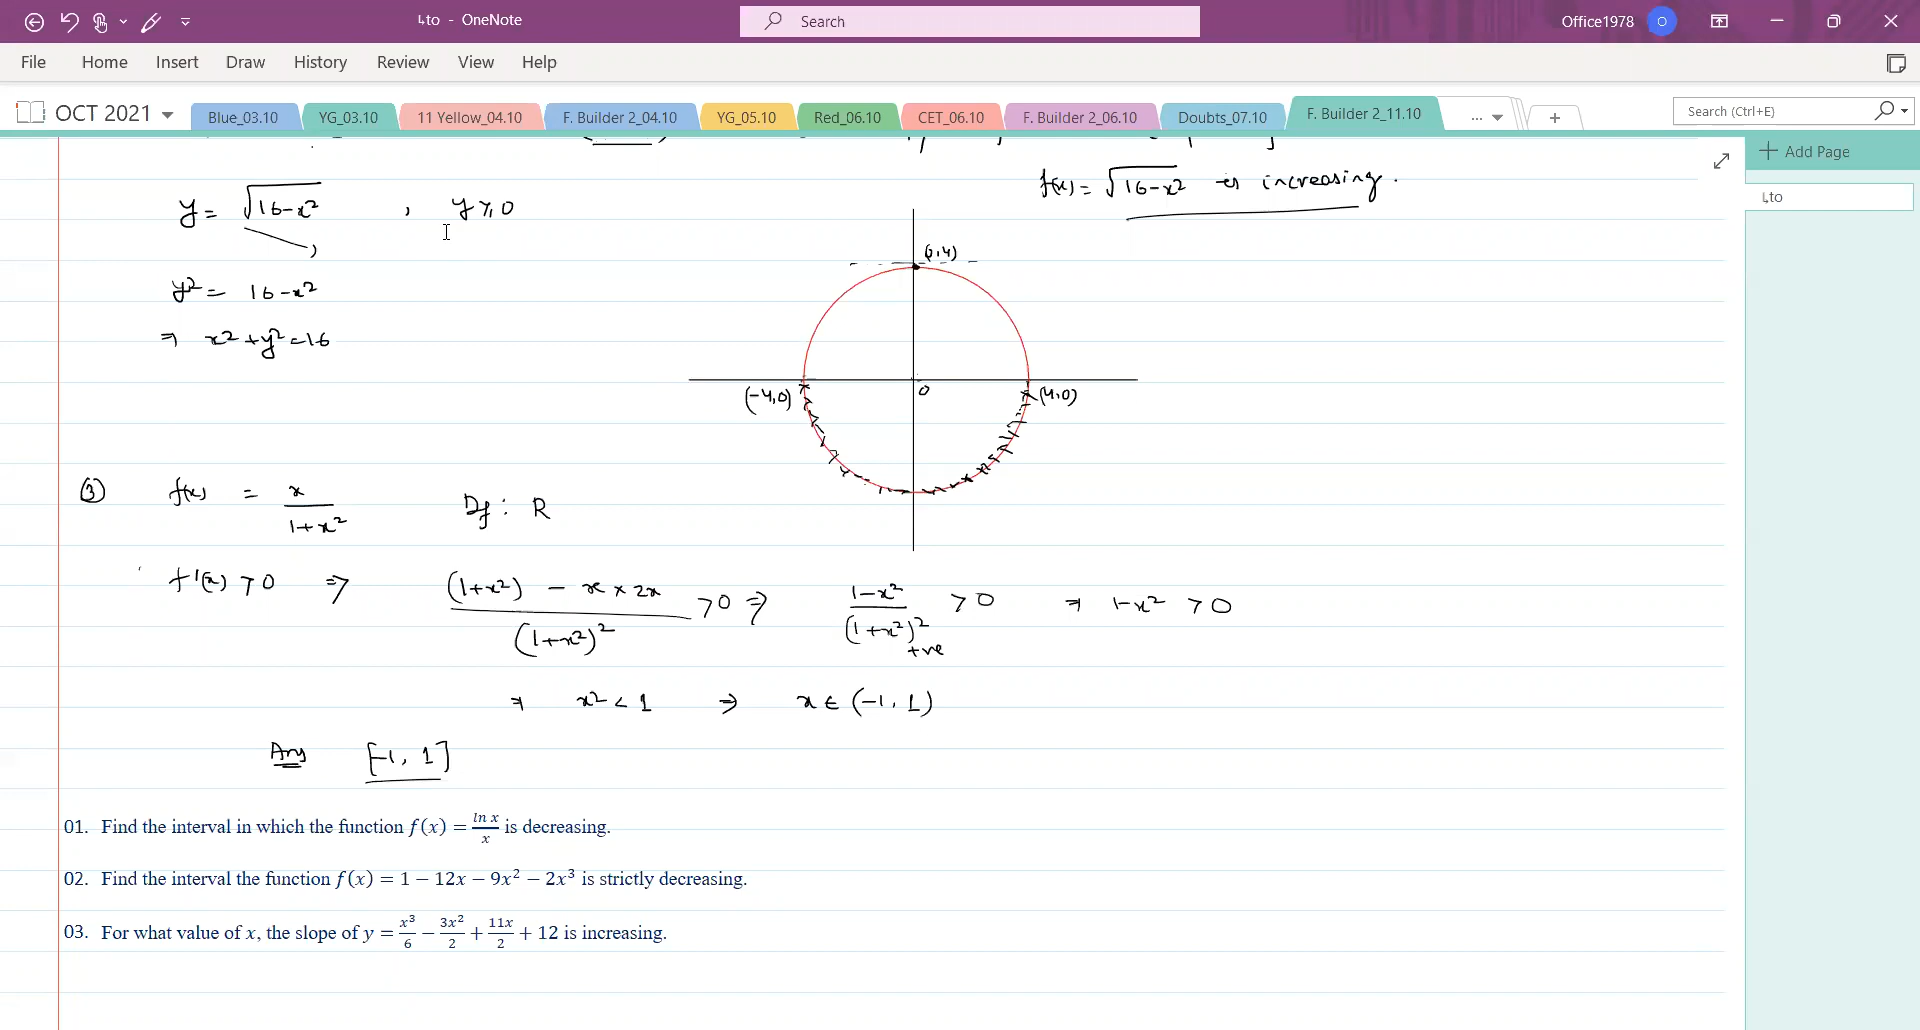 ↳to - OneNote
Search
Office1978
O
File Home Insert Draw History Review View Help
OCT 2021
Blue_03.10
YG_03.10
11 Yellow_04.10
F. Builder 2_04.10
YG_05.10
Red_06.10
CET_06.10
F. Builder 2_06.10
Doubts_07.10
F. Builder 2_11.10
...
Search (Ctrl+E)
Add Page
↳to
f(x) = √16-x² is increasing.
y = √16-x² , y ≥ 0
y² = 16-x²
⇒ x²+y²=16
(0,4)
(-4,0)
0
(4,0)
③ f(x) = x/1+x² Df : R
f'(x) > 0 ⇒ (1+x²) - x × 2x/(1+x²)² > 0 ⇒ 1-x²/(1+x²)² > 0 ⇒ 1-x² > 0
+ve
⇒ x² < 1 ⇒ x ∈ (-1, 1)
Ans [-1, 1]
01. Find the interval in which the function f(x) = ln x/x is decreasing.
02. Find the interval the function f(x) = 1 − 12x − 9x² − 2x³ is strictly decreasing.
03. For what value of x, the slope of y = x³/6 − 3x²/2 + 11x/2 + 12 is increasing.